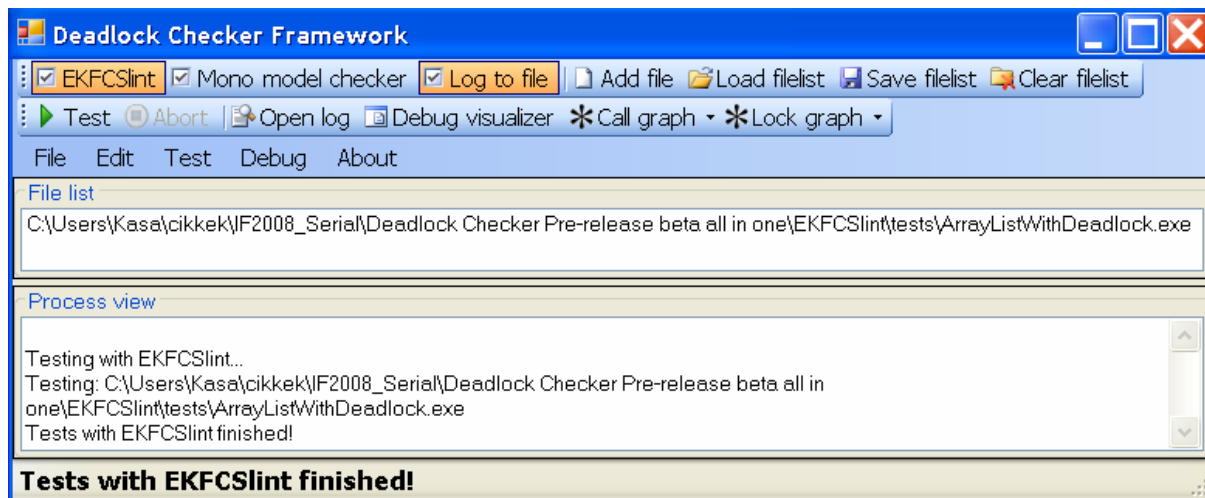 Deadlock Checker Framework
EKFCSlint Mono model checker Log to file Add file Load filelist Save filelist Clear filelist
Test Abort Open log Debug visualizer Call graph Lock graph
File Edit Test Debug About
File list
C:\Users\Kasa\cikkek\IF2008_Serial\Deadlock Checker Pre-release beta all in one\EKFCSlint\tests\ArrayListWithDeadlock.exe
Process view
Testing with EKFCSlint...
Testing: C:\Users\Kasa\cikkek\IF2008_Serial\Deadlock Checker Pre-release beta all in
one\EKFCSlint\tests\ArrayListWithDeadlock.exe
Tests with EKFCSlint finished!
Tests with EKFCSlint finished!